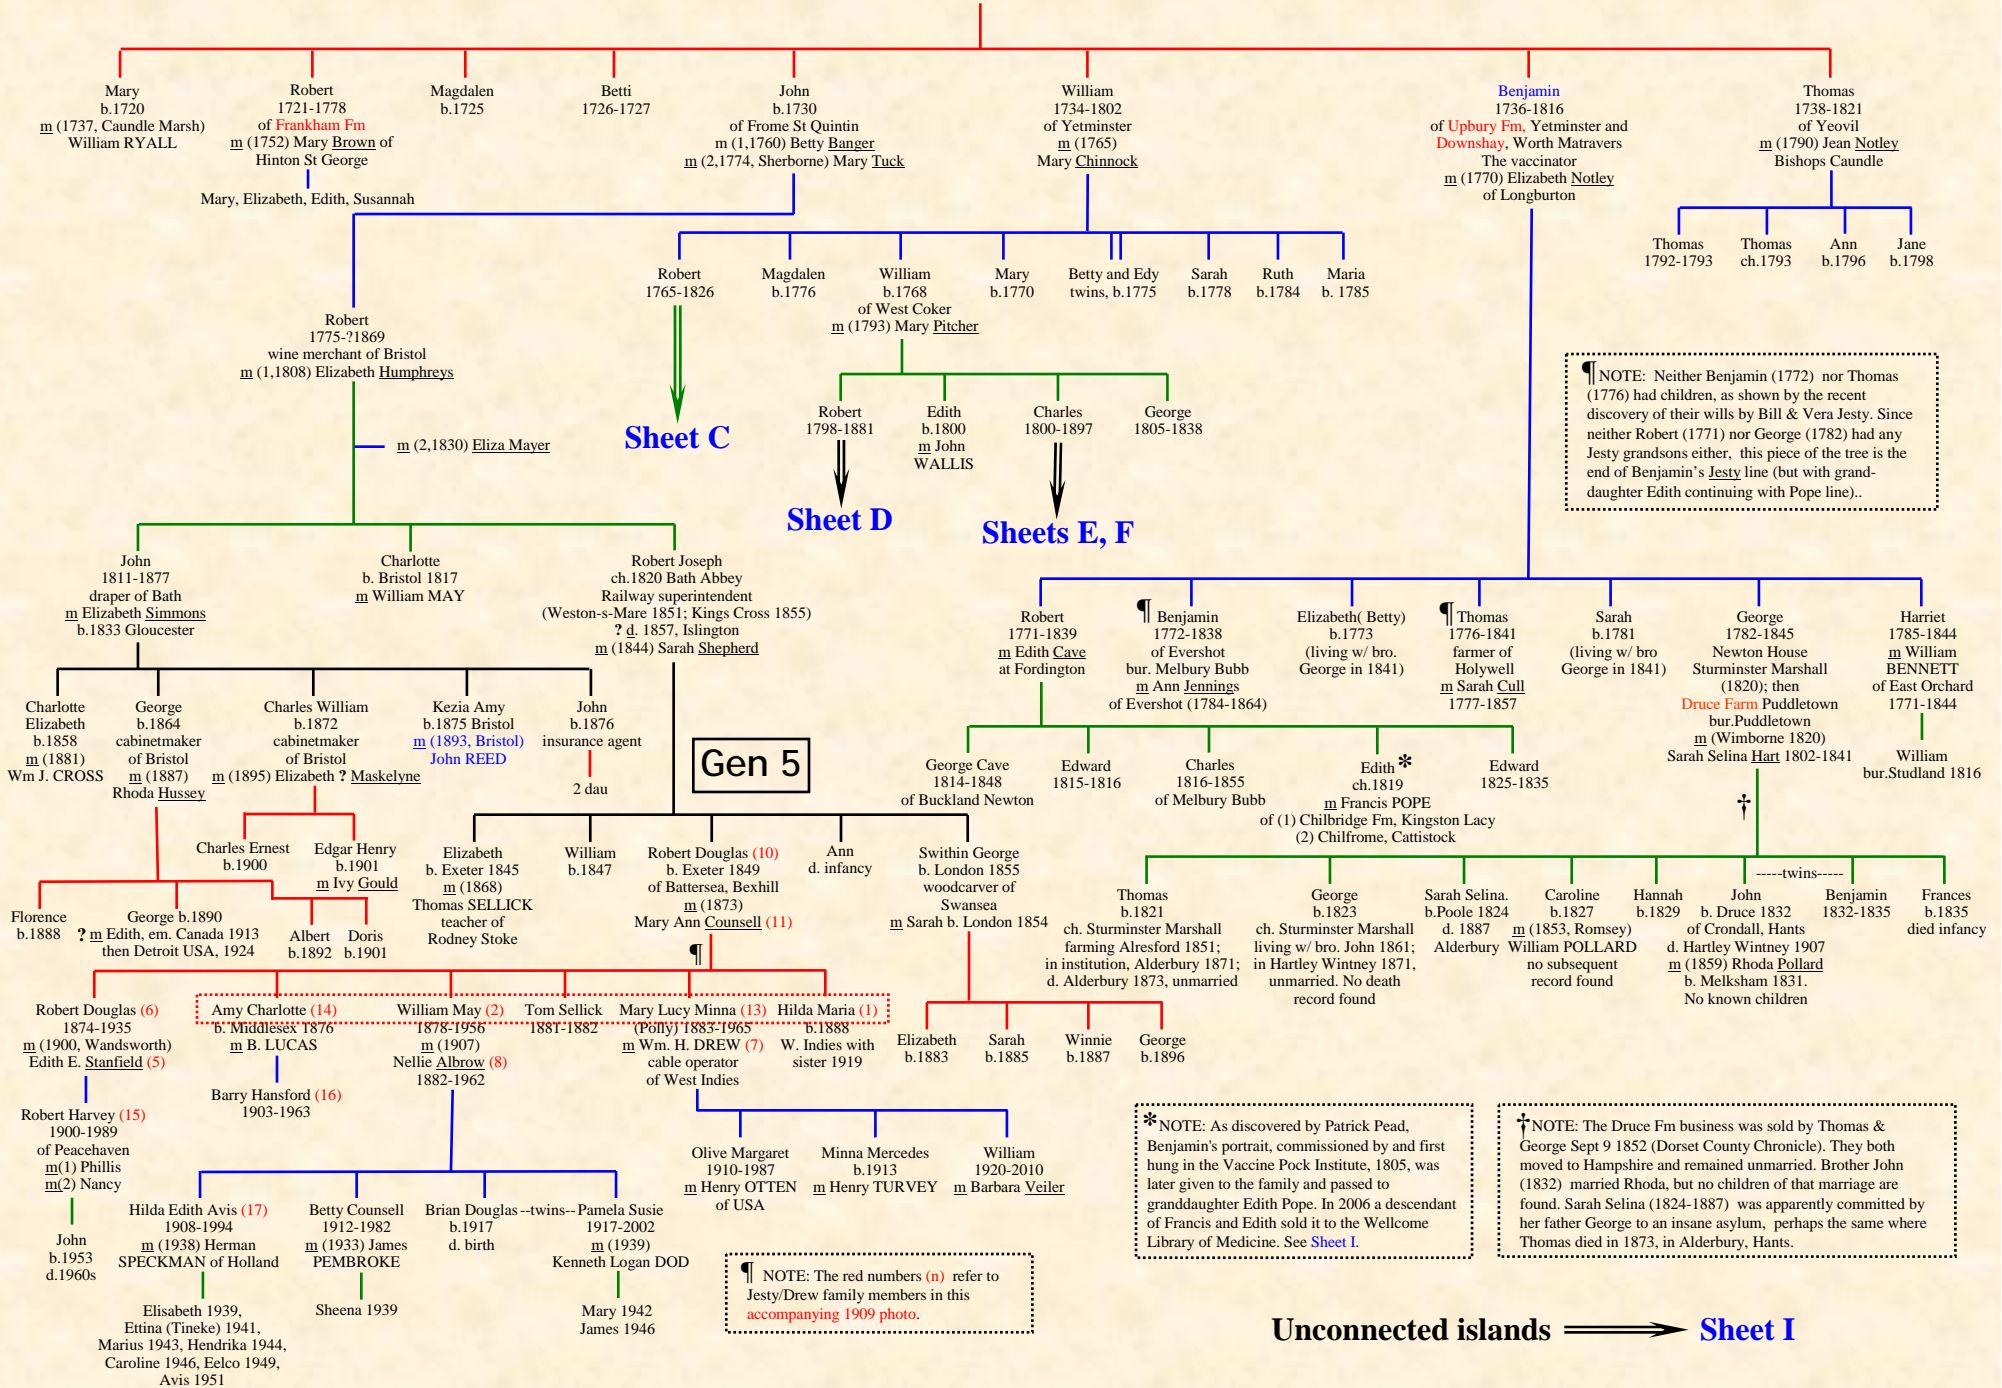 Mary
b.1720
m (1737, Caundle Marsh)
William RYALL
Robert
1721-1778
of Frankham Fm
m (1752) Mary Brown of
Hinton St George
Mary, Elizabeth, Edith, Susannah
Magdalen
b.1725
Betti
1726-1727
John
b.1730
of Frome St Quintin
m (1,1760) Betty Banger
m (2,1774, Sherborne) Mary Tuck
William
1734-1802
of Yetminster
m (1765)
Mary Chinnock
Benjamin
1736-1816
of Upbury Fm, Yetminster and
Downshay, Worth Matravers
The vaccinator
m (1770) Elizabeth Notley
of Longburton
Thomas
1738-1821
of Yeovil
m (1790) Jean Notley
Bishops Caundle
Thomas
1792-1793
Thomas
ch.1793
Ann
b.1796
Jane
b.1798
Robert
1765-1826
Magdalen
b.1776
William
b.1768
of West Coker
m (1793) Mary Pitcher
Mary
b.1770
Betty and Edy
twins, b.1775
Sarah
b.1778
Ruth
b.1784
Maria
b. 1785
Robert
1775-?1869
wine merchant of Bristol
m (1,1808) Elizabeth Humphreys
m (2,1830) Eliza Mayer
Sheet C
Robert
1798-1881
Edith
b.1800
m John
WALLIS
Charles
1800-1897
George
1805-1838
Sheet D
Sheets E, F
¶ NOTE: Neither Benjamin (1772) nor Thomas
(1776) had children, as shown by the recent
discovery of their wills by Bill & Vera Jesty. Since
neither Robert (1771) nor George (1782) had any
Jesty grandsons either, this piece of the tree is the
end of Benjamin's Jesty line (but with grand-
daughter Edith continuing with Pope line)..
John
1811-1877
draper of Bath
m Elizabeth Simmons
b.1833 Gloucester
Charlotte
b. Bristol 1817
m William MAY
Robert Joseph
ch.1820 Bath Abbey
Railway superintendent
(Weston-s-Mare 1851; Kings Cross 1855)
? d. 1857, Islington
m (1844) Sarah Shepherd
Robert
1771-1839
m Edith Cave
at Fordington
¶ Benjamin
1772-1838
of Evershot
bur. Melbury Bubb
m Ann Jennings
of Evershot (1784-1864)
Elizabeth( Betty)
b.1773
(living w/ bro.
George in 1841)
¶ Thomas
1776-1841
farmer of
Holywell
m Sarah Cull
1777-1857
Sarah
b.1781
(living w/ bro
George in 1841)
George
1782-1845
Newton House
Sturminster Marshall
(1820); then
Druce Farm Puddletown
bur.Puddletown
m (Wimborne 1820)
Sarah Selina Hart 1802-1841
†
Harriet
1785-1844
m William
BENNETT
of East Orchard
1771-1844
William
bur.Studland 1816
Charlotte
Elizabeth
b.1858
m (1881)
Wm J. CROSS
George
b.1864
cabinetmaker
of Bristol
m (1887)
Rhoda Hussey
Charles William
b.1872
cabinetmaker
of Bristol
m (1895) Elizabeth ? Maskelyne
Kezia Amy
b.1875 Bristol
m (1893, Bristol)
John REED
John
b.1876
insurance agent
2 dau
Gen 5
George Cave
1814-1848
of Buckland Newton
Edward
1815-1816
Charles
1816-1855
of Melbury Bubb
Edith *
ch.1819
m Francis POPE
of (1) Chilbridge Fm, Kingston Lacy
(2) Chilfrome, Cattistock
Edward
1825-1835
Charles Ernest
b.1900
Edgar Henry
b.1901
m Ivy Gould
Elizabeth
b. Exeter 1845
m (1868)
Thomas SELLICK
teacher of
Rodney Stoke
William
b.1847
Robert Douglas (10)
b. Exeter 1849
of Battersea, Bexhill
m (1873)
Mary Ann Counsell (11)
¶
Ann
d. infancy
Swithin George
b. London 1855
woodcarver of
Swansea
m Sarah b. London 1854
Florence
b.1888
George b.1890
? m Edith, em. Canada 1913
then Detroit USA, 1924
Albert
b.1892
Doris
b.1901
Thomas
b.1821
ch. Sturminster Marshall
farming Alresford 1851;
in institution, Alderbury 1871;
d. Alderbury 1873, unmarried
George
b.1823
ch. Sturminster Marshall
living w/ bro. John 1861;
in Hartley Wintney 1871,
unmarried. No death
record found
Sarah Selina.
b.Poole 1824
d. 1887
Alderbury
Caroline
b.1827
m (1853, Romsey)
William POLLARD
no subsequent
record found
Hannah
b.1829
John
b. Druce 1832
of Crondall, Hants
d. Hartley Wintney 1907
m (1859) Rhoda Pollard
b. Melksham 1831.
No known children
-----twins-----
Benjamin
1832-1835
Frances
b.1835
died infancy
Robert Douglas (6)
1874-1935
m (1900, Wandsworth)
Edith E. Stanfield (5)
Amy Charlotte (14)
b. Middlesex 1876
m B. LUCAS
William May (2)
1878-1956
m (1907)
Nellie Albrow (8)
1882-1962
Tom Sellick
1881-1882
Mary Lucy Minna (13)
(Polly) 1883-1965
m Wm. H. DREW (7)
cable operator
of West Indies
Hilda Maria (1)
b.1888
W. Indies with
sister 1919
Elizabeth
b.1883
Sarah
b.1885
Winnie
b.1887
George
b.1896
Barry Hansford (16)
1903-1963
Robert Harvey (15)
1900-1989
of Peacehaven
m(1) Phillis
m(2) Nancy
John
b.1953
d.1960s
Olive Margaret
1910-1987
m Henry OTTEN
of USA
Minna Mercedes
b.1913
m Henry TURVEY
William
1920-2010
m Barbara Veiler
Hilda Edith Avis (17)
1908-1994
m (1938) Herman
SPECKMAN of Holland
Betty Counsell
1912-1982
m (1933) James
PEMBROKE
Brian Douglas
b.1917
d. birth
--twins--
Pamela Susie
1917-2002
m (1939)
Kenneth Logan DOD
Elisabeth 1939,
Ettina (Tineke) 1941,
Marius 1943, Hendrika 1944,
Caroline 1946, Eelco 1949,
Avis 1951
Sheena 1939
Mary 1942
James 1946
¶ NOTE: The red numbers (n) refer to
Jesty/Drew family members in this
accompanying 1909 photo.
*NOTE: As discovered by Patrick Pead,
Benjamin's portrait, commissioned by and first
hung in the Vaccine Pock Institute, 1805, was
later given to the family and passed to
granddaughter Edith Pope. In 2006 a descendant
of Francis and Edith sold it to the Wellcome
Library of Medicine. See Sheet I.
†NOTE: The Druce Fm business was sold by Thomas &
George Sept 9 1852 (Dorset County Chronicle). They both
moved to Hampshire and remained unmarried. Brother John
(1832) married Rhoda, but no children of that marriage are
found. Sarah Selina (1824-1887) was apparently committed by
her father George to an insane asylum, perhaps the same where
Thomas died in 1873, in Alderbury, Hants.
Unconnected islands
Sheet I